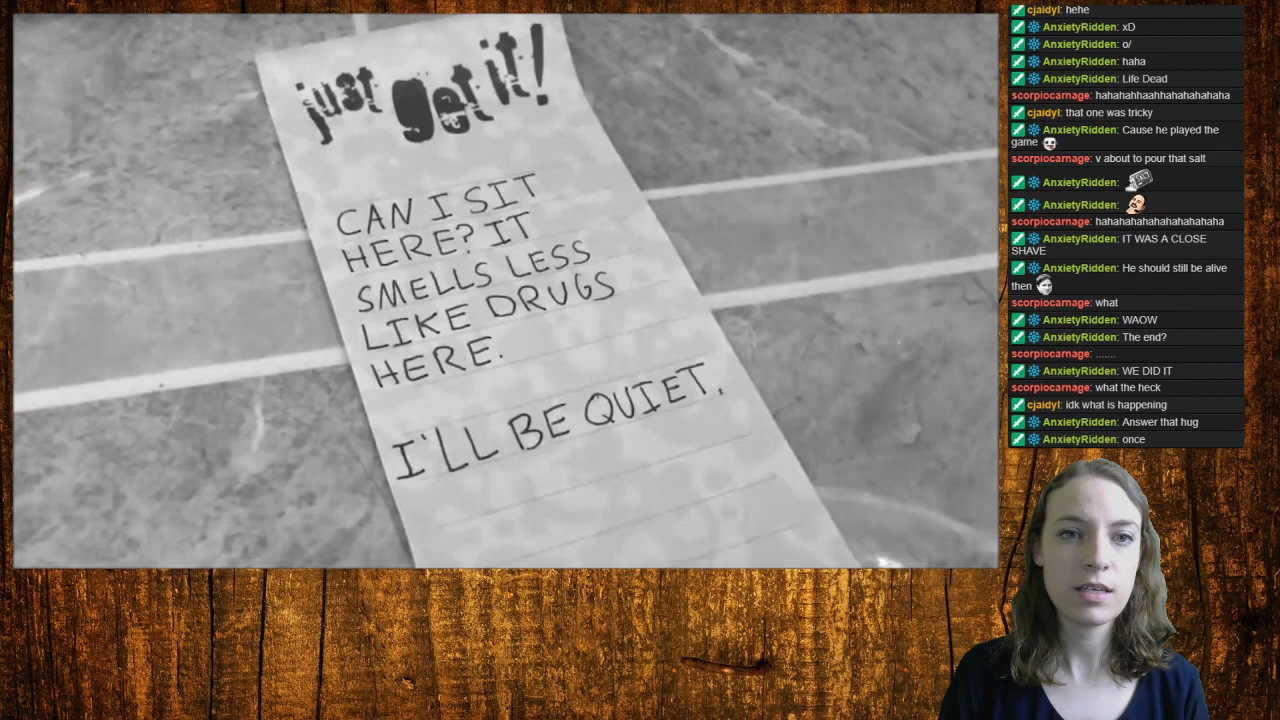 just get it!
CAN I SIT
HERE? IT
SMELLS LESS
LIKE DRUGS
HERE.
I'LL BE QUIET.
cjaidyl: hehe
AnxietyRidden: xD
AnxietyRidden: o/
AnxietyRidden: haha
AnxietyRidden: Life Dead
scorpiocarnage: hahahahhaahhahahahahaha
cjaidyl: that one was tricky
AnxietyRidden: Cause he played the
game
scorpiocarnage: v about to pour that salt
AnxietyRidden:
AnxietyRidden:
scorpiocarnage: hahahahahahahahahaha
AnxietyRidden: IT WAS A CLOSE
SHAVE
AnxietyRidden: He should still be alive
then
scorpiocarnage: what
AnxietyRidden: WAOW
AnxietyRidden: The end?
scorpiocarnage: .......
AnxietyRidden: WE DID IT
scorpiocarnage: what the heck
cjaidyl: idk what is happening
AnxietyRidden: Answer that hug
AnxietyRidden: once